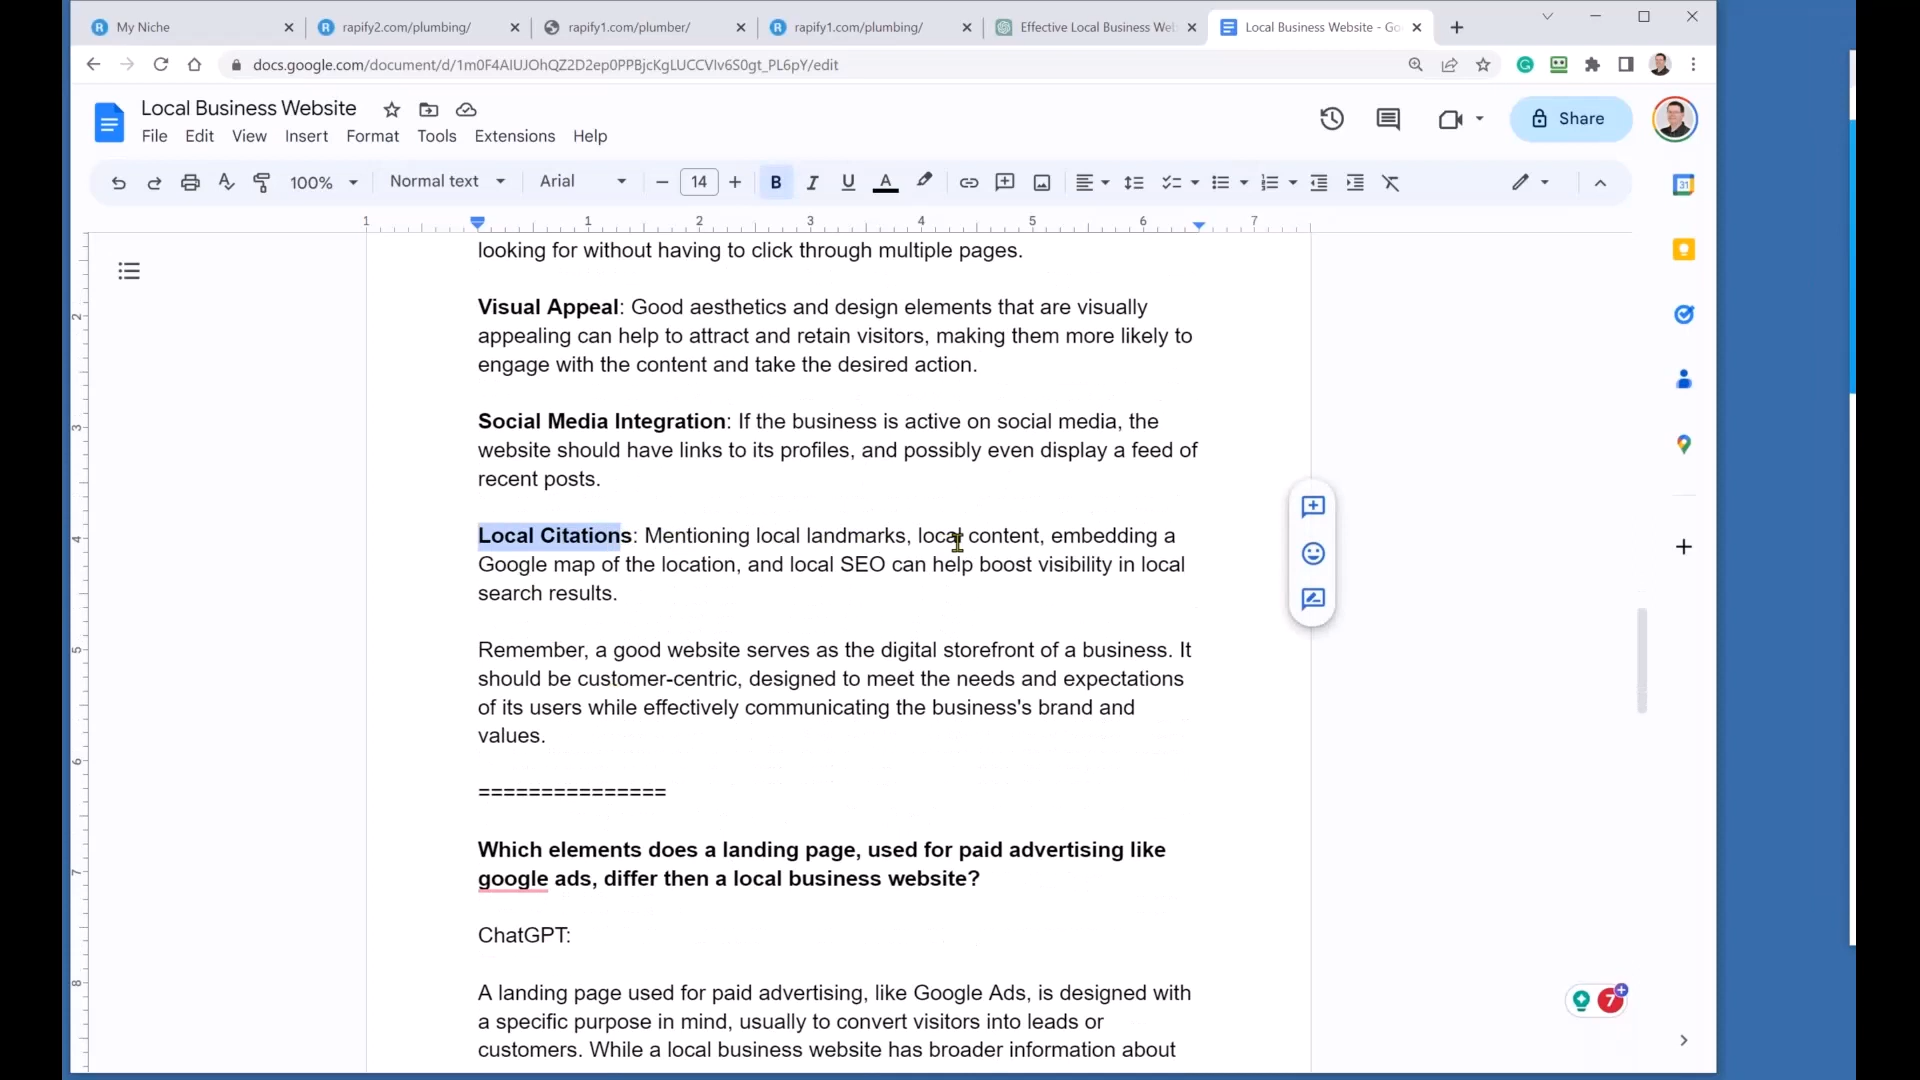 My Niche
rapify2.com/plumbing/
rapify1.com/plumber/
rapify1.com/plumbing/
Effective Local Business We
Local Business Website - Go
docs.google.com/document/d/1m0F4AlUJOhQZ2D2ep0PPBjcKgLUCCVIv6S0gt_PL6pY/edit
Local Business Website
File Edit View Insert Format Tools Extensions Help
Share
100% Normal text Arial 14 B I U A
1 1 2 3 4 5 6 7
looking for without having to click through multiple pages.
Visual Appeal: Good aesthetics and design elements that are visually
appealing can help to attract and retain visitors, making them more likely to
engage with the content and take the desired action.
Social Media Integration: If the business is active on social media, the
website should have links to its profiles, and possibly even display a feed of
recent posts.
Local Citations: Mentioning local landmarks, local content, embedding a
Google map of the location, and local SEO can help boost visibility in local
search results.
Remember, a good website serves as the digital storefront of a business. It
should be customer-centric, designed to meet the needs and expectations
of its users while effectively communicating the business's brand and
values.
===============
Which elements does a landing page, used for paid advertising like
google ads, differ then a local business website?
ChatGPT:
A landing page used for paid advertising, like Google Ads, is designed with
a specific purpose in mind, usually to convert visitors into leads or
customers. While a local business website has broader information about
2
3
4
5
6
7
8
31
7